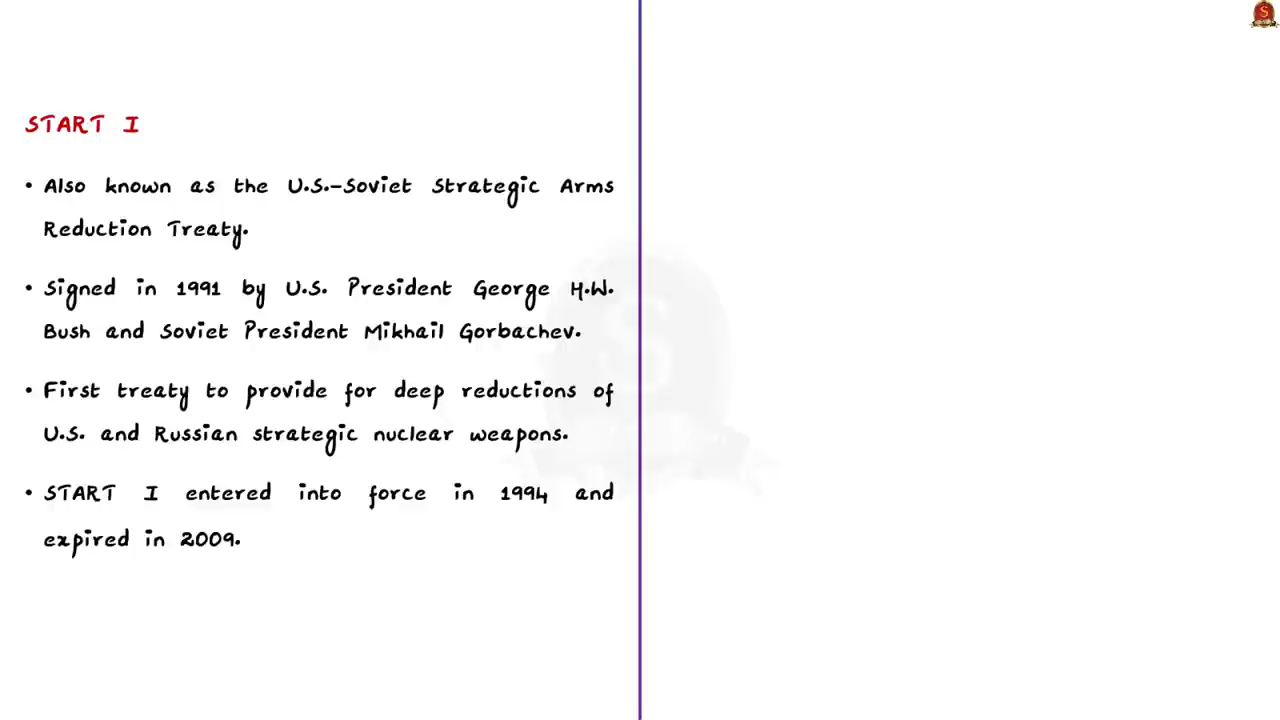 START I
• Also known as the U.S.-Soviet Strategic Arms
Reduction Treaty.
• Signed in 1991 by U.S. President George H.W.
Bush and Soviet President Mikhail Gorbachev.
• First treaty to provide for deep reductions of
U.S. and Russian strategic nuclear weapons.
• START I entered into force in 1994 and
expired in 2009.